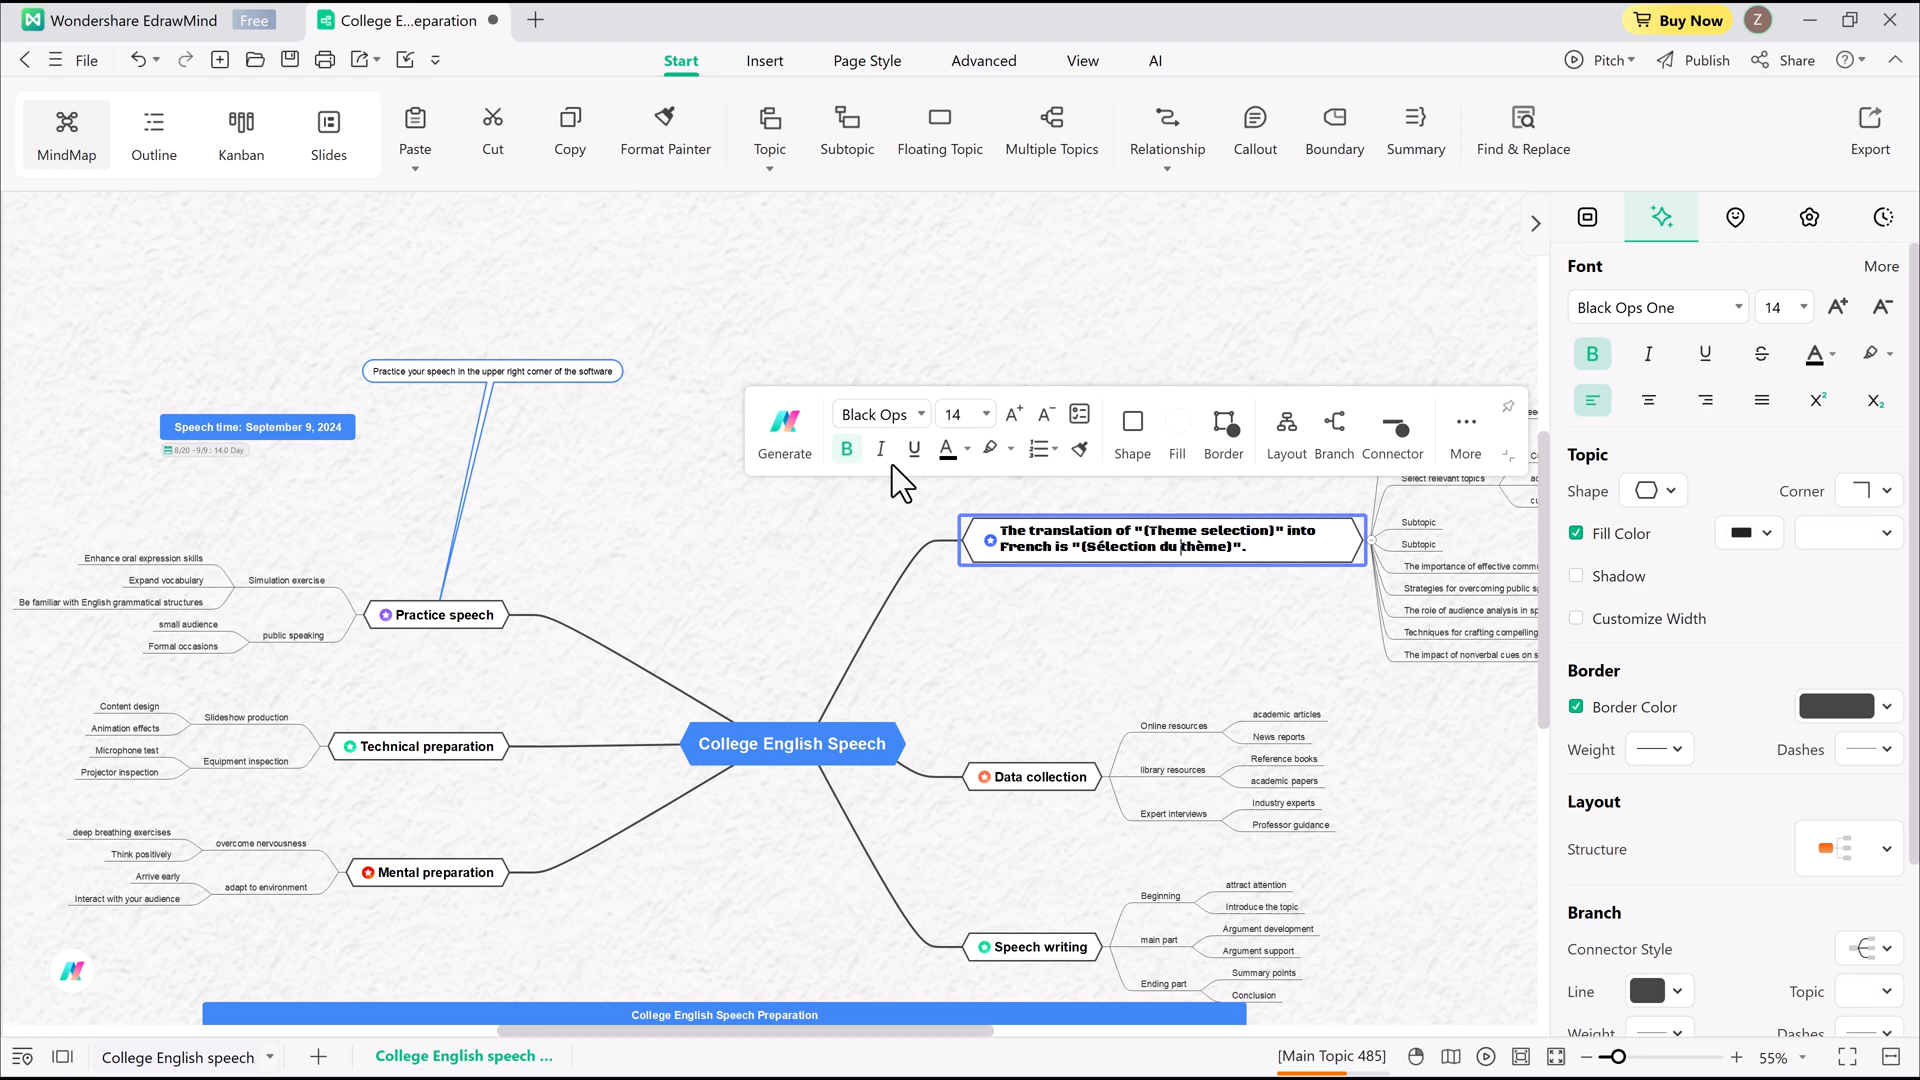 Wondershare EdrawMind Free
College E...eparation
Buy Now
Z
File
Start Insert Page Style Advanced View AI
Pitch Publish Share
MindMap Outline Kanban Slides Paste Cut Copy Format Painter Topic Subtopic Floating Topic Multiple Topics Relationship Callout Boundary Summary Find & Replace Export
Practice your speech in the upper right corner of the software
Speech time: September 9, 2024
8/20 - 9/9 : 14.0 Day
Black Ops 14
Generate
B I U A
Shape Fill Border Layout Branch Connector More
The translation of "(Theme selection)" into
French is "(Sélection du thème)".
Select relevant topics
Subtopic
Subtopic
The importance of effective comm
Strategies for overcoming public s
The role of audience analysis in sp
Techniques for crafting compelling
The impact of nonverbal cues on s
Enhance oral expression skills
Expand vocabulary
Be familiar with English grammatical structures
Simulation exercise
small audience
Formal occasions
public speaking
Practice speech
Content design
Animation effects
Slideshow production
Microphone test
Projector inspection
Equipment inspection
Technical preparation
College English Speech
deep breathing exercises
Think positively
overcome nervousness
Arrive early
Interact with your audience
adapt to environment
Mental preparation
Data collection
Online resources
academic articles
News reports
library resources
Reference books
academic papers
Expert interviews
Industry experts
Professor guidance
Speech writing
Beginning
attract attention
Introduce the topic
main part
Argument development
Argument support
Ending part
Summary points
Conclusion
College English Speech Preparation
Font More
Black Ops One 14 A+ A-
B I U S A
X² X₂
Topic
Shape Corner
Fill Color
Shadow
Customize Width
Border
Border Color
Weight Dashes
Layout
Structure
Branch
Connector Style
Line Topic
Weight Dashes
College English speech
College English speech ...
[Main Topic 485]
55%